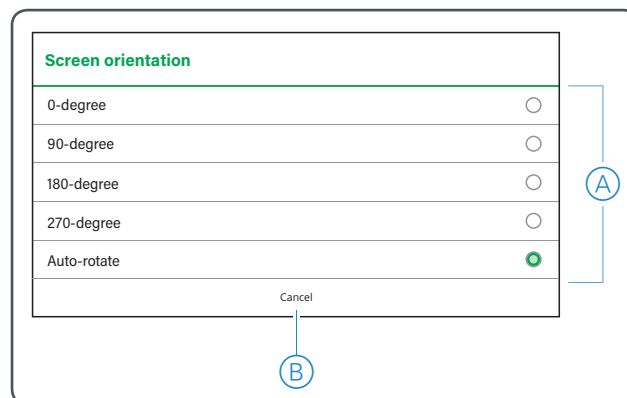 Screen orientation
0-degree
90-degree
180-degree
270-degree
Auto-rotate
Cancel
A
B